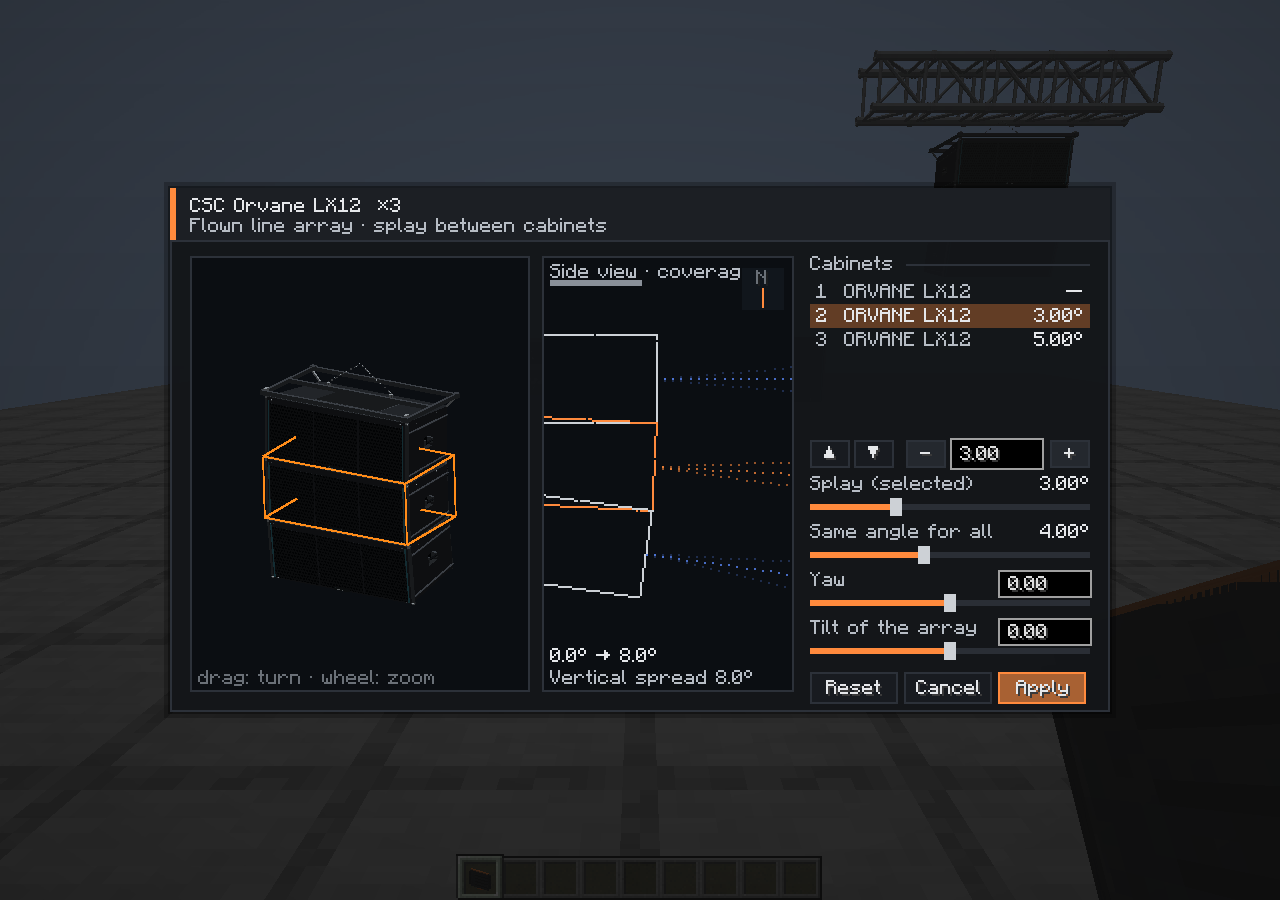 CSC Orvane LX12 ×3
Flown line array · splay between cabinets
Side view · coverag
N
0.0° → 8.0°
Vertical spread 8.0°
drag: turn · wheel: zoom
Cabinets
1 ORVANE LX12 —
2 ORVANE LX12 3.00°
3 ORVANE LX12 5.00°
▲ ▼ − 3.00 +
Splay (selected) 3.00°
Same angle for all 4.00°
Yaw 0.00
Tilt of the array 0.00
Reset Cancel Apply